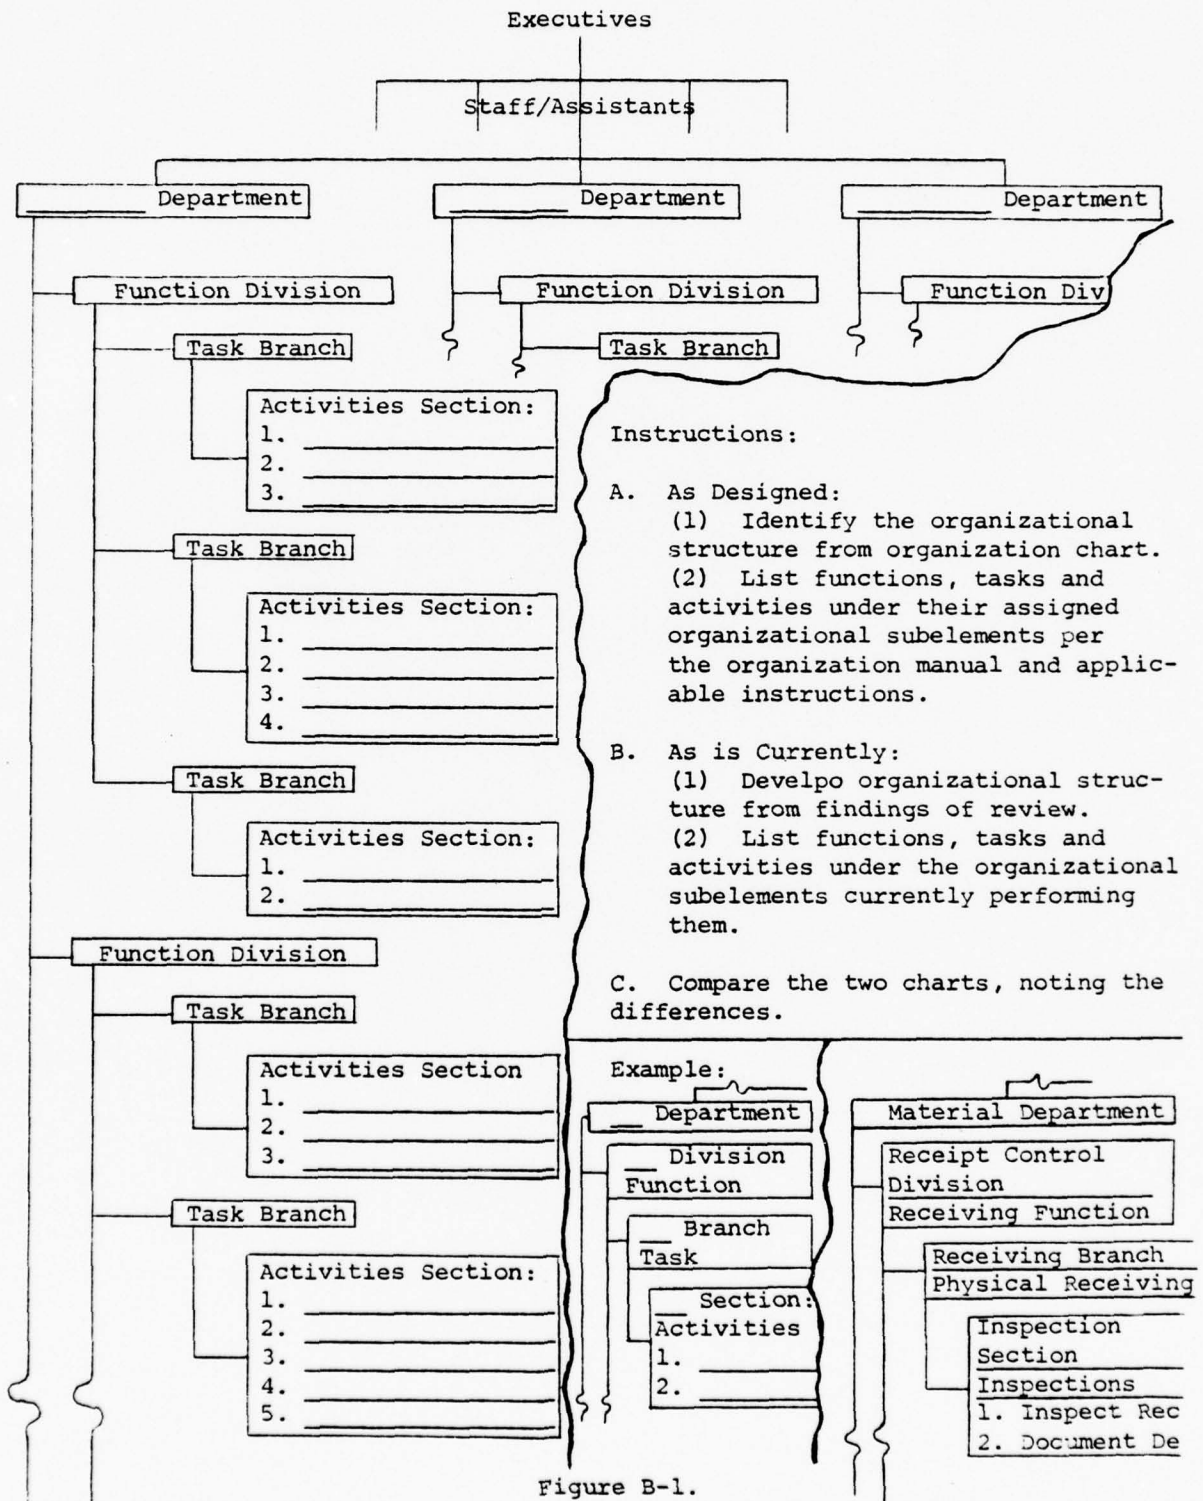 Executives
Staff/Assistants
Department
Department
Department
Function Division
Function Division
Function Div
Task Branch
Task Branch
Activities Section:
1.
2.
3.
Task Branch
Activities Section:
1.
2.
3.
4.
Task Branch
Activities Section:
1.
2.
Function Division
Task Branch
Activities Section
1.
2.
3.
Task Branch
Activities Section:
1.
2.
3.
4.
5.
Instructions:
A. As Designed:
(1) Identify the organizational
structure from organization chart.
(2) List functions, tasks and
activities under their assigned
organizational subelements per
the organization manual and applic-
able instructions.
B. As is Currently:
(1) Develpo organizational struc-
ture from findings of review.
(2) List functions, tasks and
activities under the organizational
subelements currently performing
them.
C. Compare the two charts, noting the
differences.
Example:
Department
Division
Function
Branch
Task
Section:
Activities
1.
2.
Material Department
Receipt Control
Division
Receiving Function
Receiving Branch
Physical Receiving
Inspection
Section
Inspections
1. Inspect Rec
2. Document De
Figure B-1.